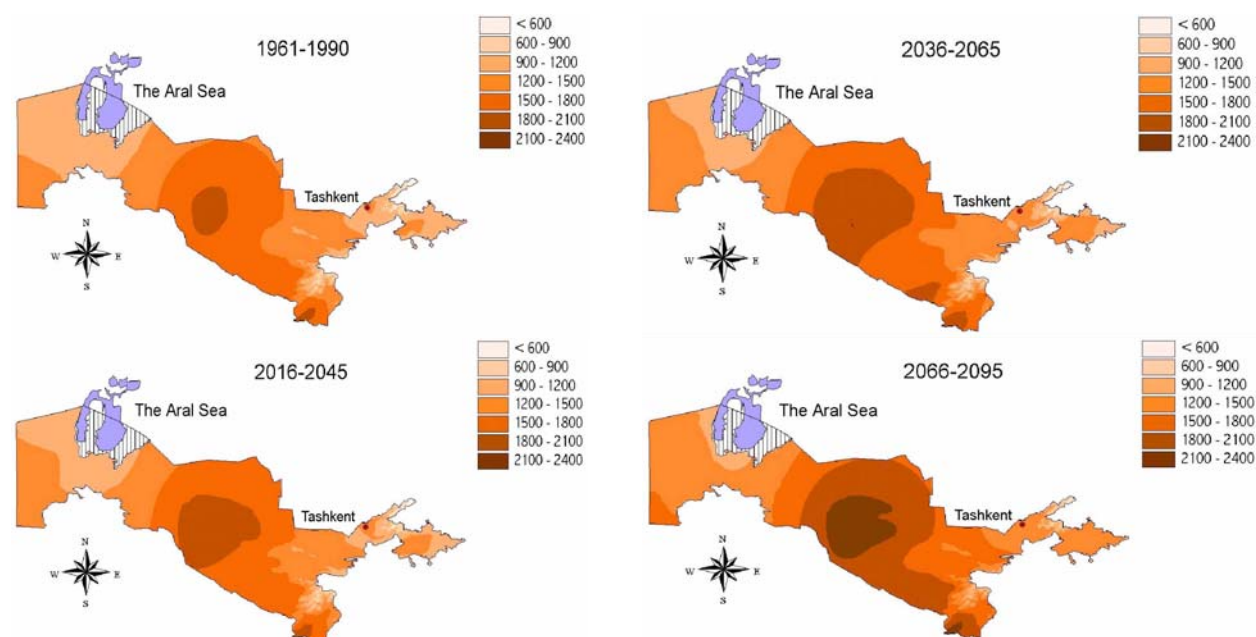 1961-1990
The Aral Sea
Tashkent
N
W
E
S
< 600
600 - 900
900 - 1200
1200 - 1500
1500 - 1800
1800 - 2100
2100 - 2400
2036-2065
The Aral Sea
Tashkent
N
W
E
S
< 600
600 - 900
900 - 1200
1200 - 1500
1500 - 1800
1800 - 2100
2100 - 2400
2016-2045
The Aral Sea
Tashkent
N
W
E
S
< 600
600 - 900
900 - 1200
1200 - 1500
1500 - 1800
1800 - 2100
2100 - 2400
2066-2095
The Aral Sea
Tashkent
N
W
E
S
< 600
600 - 900
900 - 1200
1200 - 1500
1500 - 1800
1800 - 2100
2100 - 2400